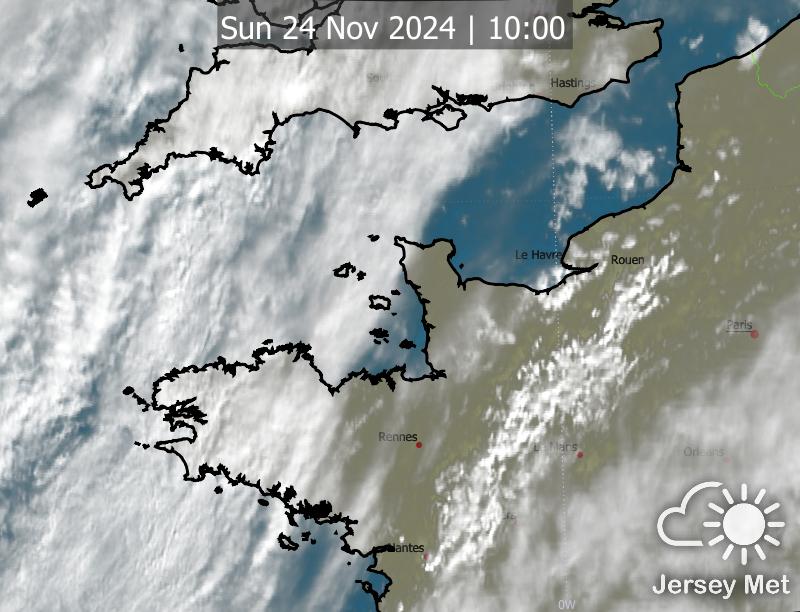 Sun 24 Nov 2024 | 10:00
Hastings
Le Havre
Rouen
Paris
Rennes
Le Mans
Orleans
Nantes
Jersey Met
0W